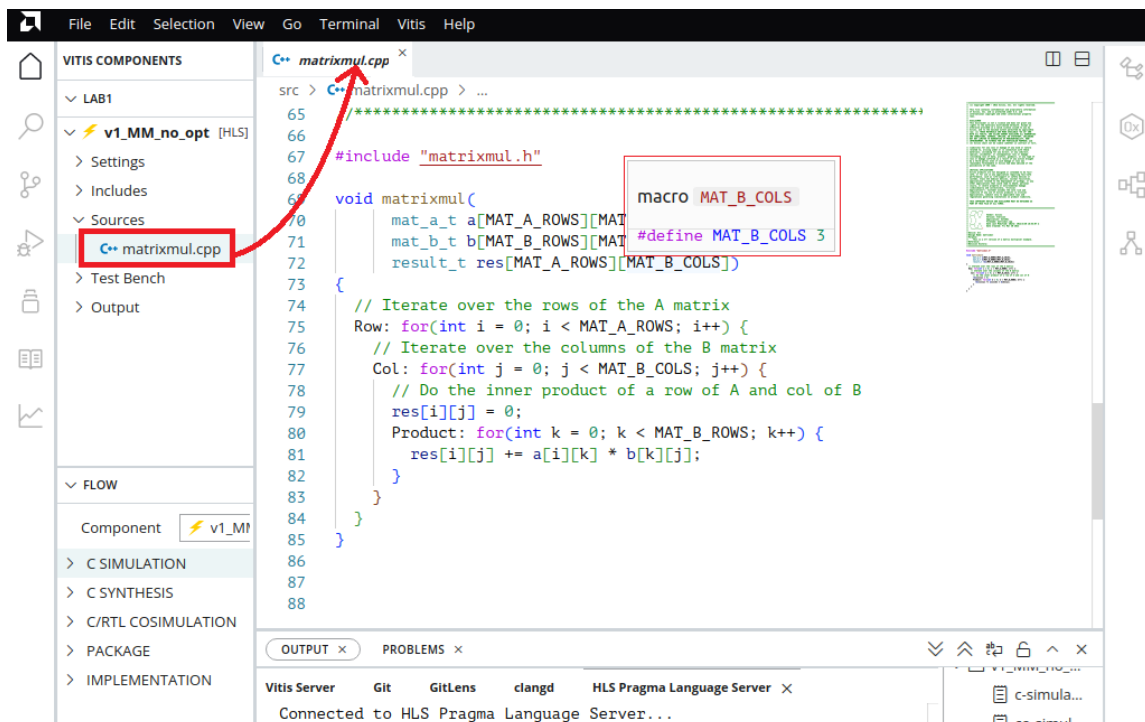 File Edit Selection View Go Terminal Vitis Help
VITIS COMPONENTS
LAB1
v1_MM_no_opt [HLS]
Settings
Includes
Sources
C++ matrixmul.cpp
Test Bench
Output
FLOW
Component v1_MM
C SIMULATION
C SYNTHESIS
C/RTL COSIMULATION
PACKAGE
IMPLEMENTATION
C++ matrixmul.cpp ×
src > C++ matrixmul.cpp > ...
65 /************************************************************
66
67 #include "matrixmul.h"
68
69 void matrixmul(
70 mat_a_t a[MAT_A_ROWS][MAT
71 mat_b_t b[MAT_B_ROWS][MAT
72 result_t res[MAT_A_ROWS][MAT_B_COLS])
73 {
74 // Iterate over the rows of the A matrix
75 Row: for(int i = 0; i < MAT_A_ROWS; i++) {
76 // Iterate over the columns of the B matrix
77 Col: for(int j = 0; j < MAT_B_COLS; j++) {
78 // Do the inner product of a row of A and col of B
79 res[i][j] = 0;
80 Product: for(int k = 0; k < MAT_B_ROWS; k++) {
81 res[i][j] += a[i][k] * b[k][j];
82 }
83 }
84 }
85 }
86
87
88
macro MAT_B_COLS
#define MAT_B_COLS 3
OUTPUT × PROBLEMS ×
Vitis Server Git GitLens clangd HLS Pragma Language Server ×
Connected to HLS Pragma Language Server...
v1_MM_no_...
c-simula...